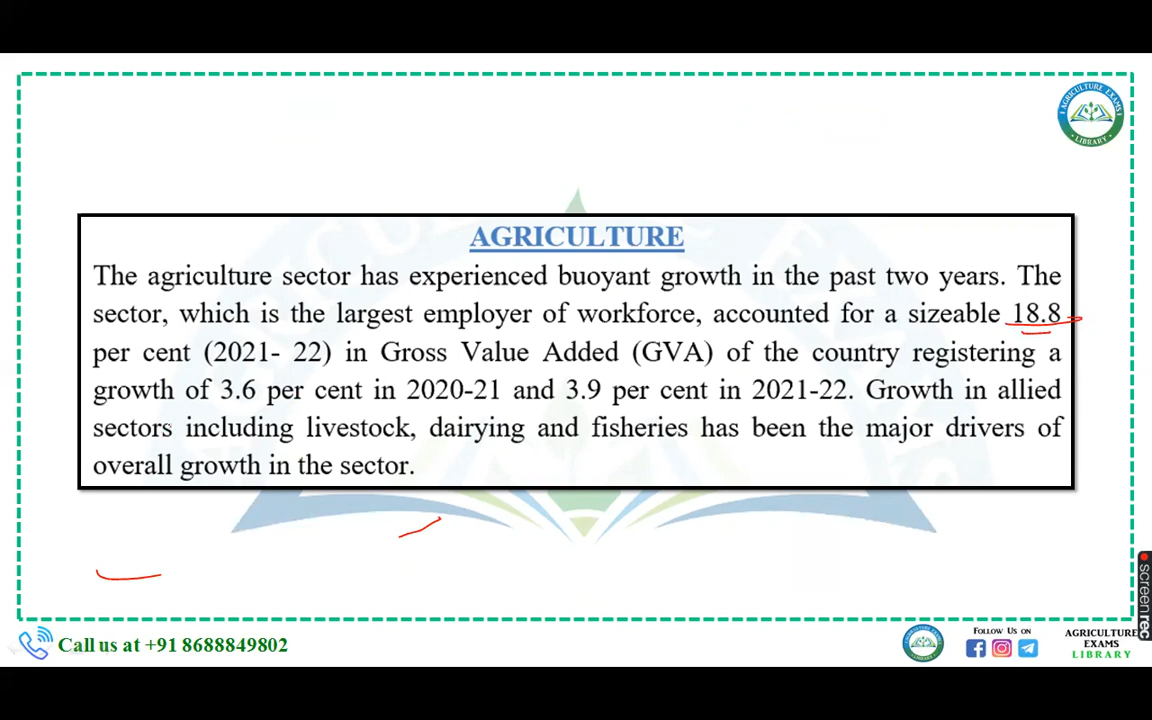 AGRICULTURE EXAMS
LIBRARY
AGRICULTURE
The agriculture sector has experienced buoyant growth in the past two years. The
sector, which is the largest employer of workforce, accounted for a sizeable 18.8
per cent (2021- 22) in Gross Value Added (GVA) of the country registering a
growth of 3.6 per cent in 2020-21 and 3.9 per cent in 2021-22. Growth in allied
sectors including livestock, dairying and fisheries has been the major drivers of
overall growth in the sector.
Call us at +91 8688849802
Follow Us on
AGRICULTURE
EXAMS
LIBRARY
screenrec